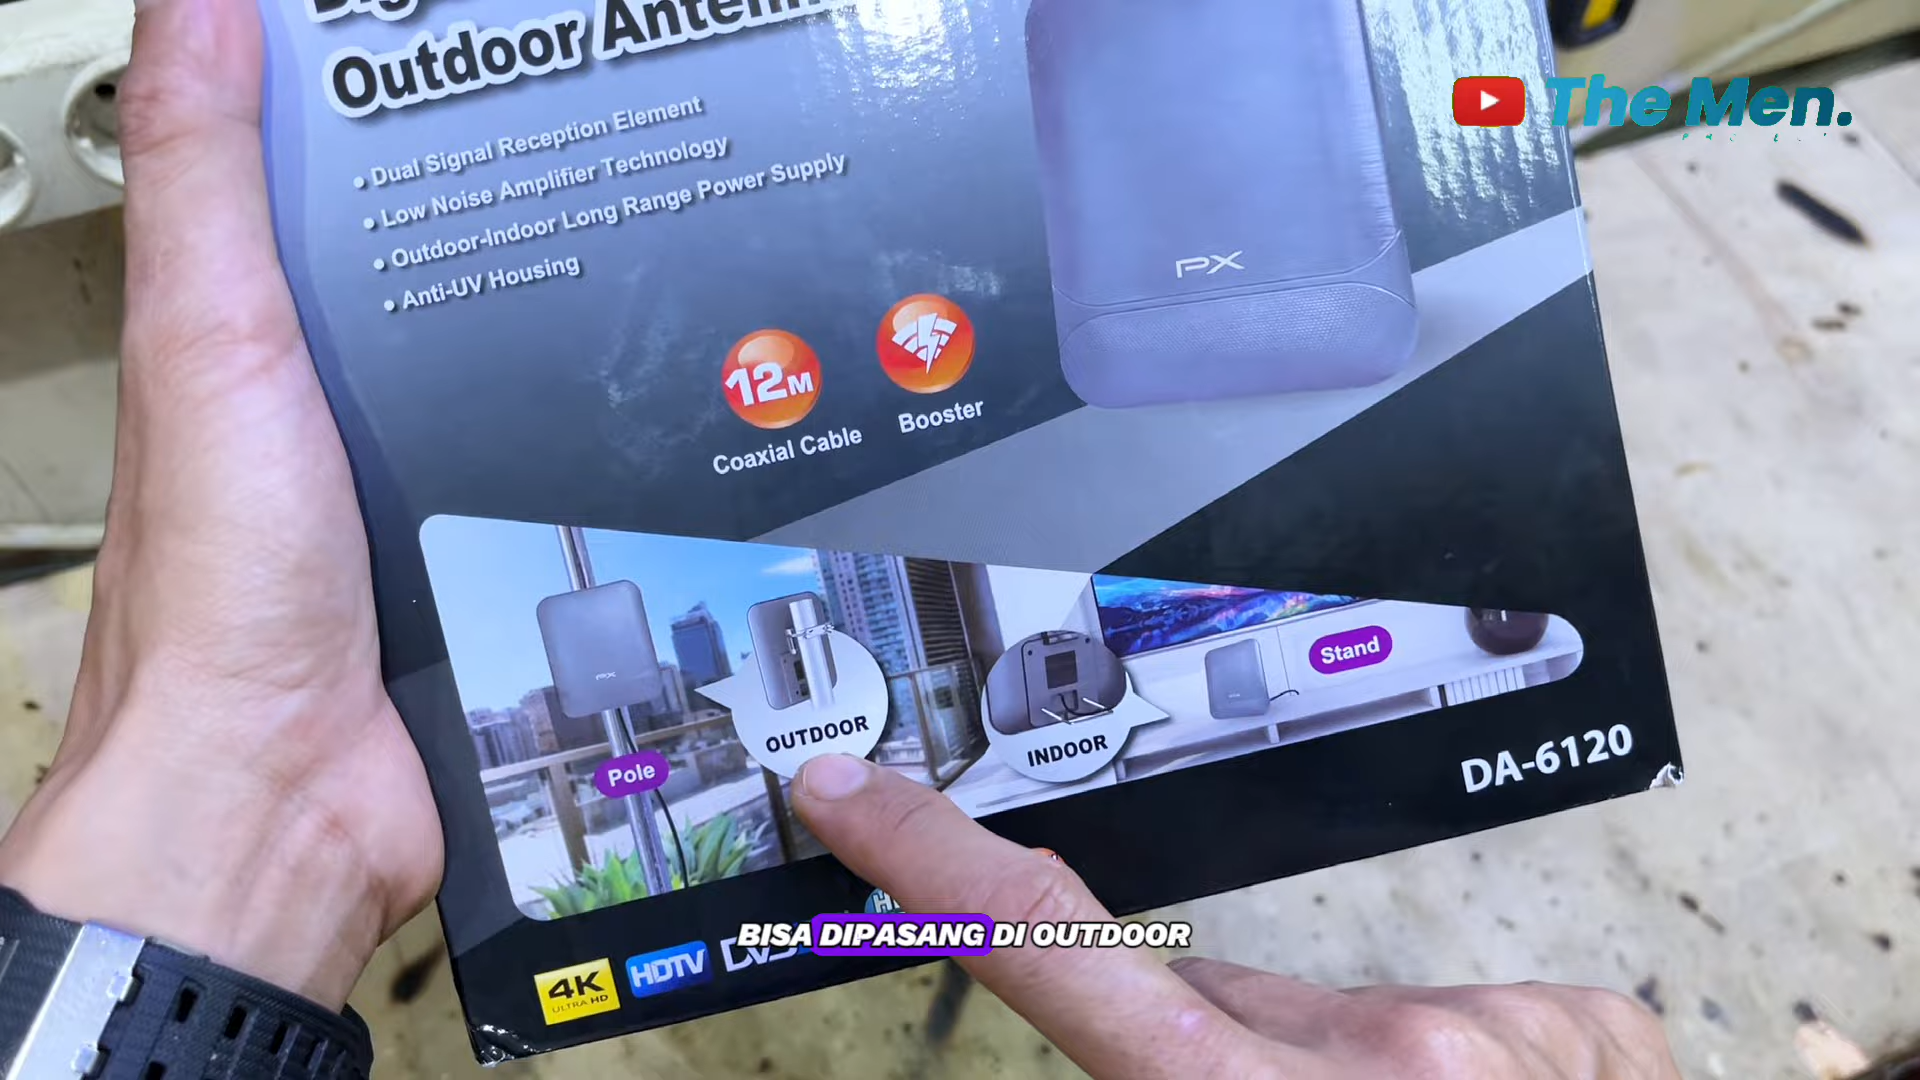 Outdoor
• Dual Signal Reception Element
• Low Noise Amplifier Technology
• Outdoor-Indoor Long Range Power Supply
• Anti-UV Housing
PX
The Men.
12M
Coaxial Cable
Booster
PX
Pole
OUTDOOR
INDOOR
Stand
DA-6120
BISA DIPASANG DI OUTDOOR
4K
ULTRA HD
HDTV